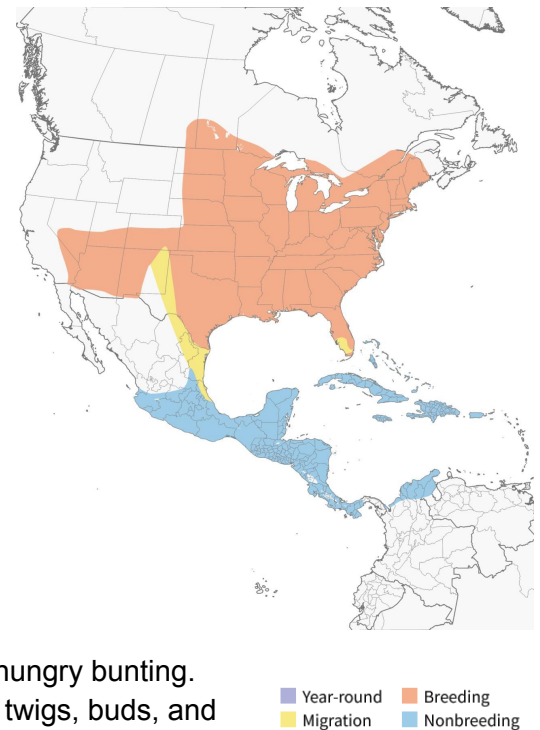 hungry bunting.
twigs, buds, and
Year-round Breeding
Migration Nonbreeding